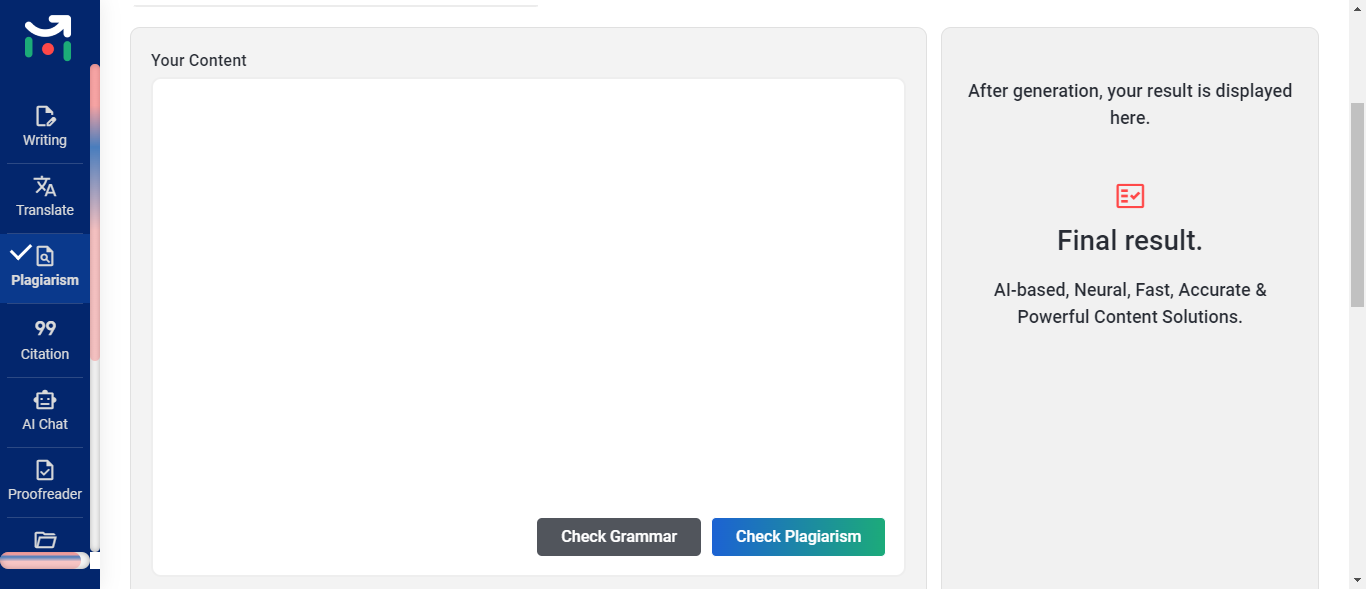 Writing
Translate
Plagiarism
99
Citation
AI Chat
Proofreader
Your Content
Check Grammar
Check Plagiarism
After generation, your result is displayed
here.
Final result.
AI-based, Neural, Fast, Accurate &
Powerful Content Solutions.